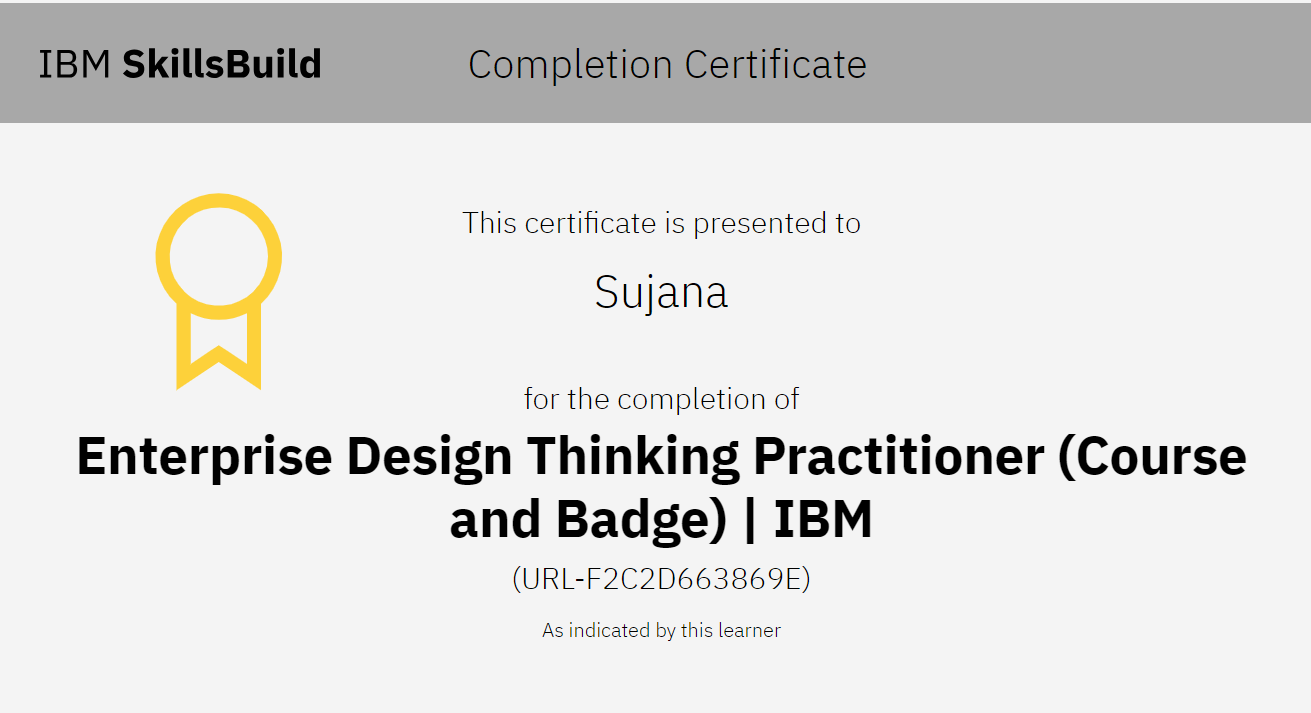 IBM SkillsBuild
Completion Certificate
This certificate is presented to
Sujana
for the completion of
Enterprise Design Thinking Practitioner (Course
and Badge) | IBM
(URL-F2C2D663869E)
As indicated by this learner